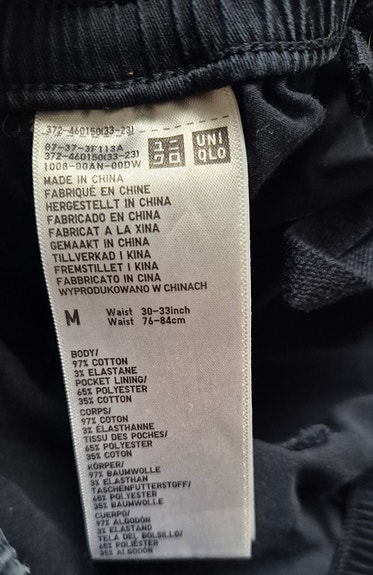 372-460150(33-23)
07-37-3F113A
372-460150(33-23)
1008-00AN-00DW
UNI
QLO
MADE IN CHINA
FABRIQUÉ EN CHINE
HERGESTELLT IN CHINA
FABRICADO EN CHINA
FABRICAT A LA XINA
GEMAAKT IN CHINA
TILLVERKAD I KINA
FREMSTILLET I KINA
FABBRICATO IN CINA
WYPRODUKOWANO W CHINACH
M Waist 30-33inch
Waist 76-84cm
BODY/
97% COTTON
3% ELASTANE
POCKET LINING/
65% POLYESTER
35% COTTON
CORPS/
97% COTON
3% ÉLASTHANNE
TISSU DES POCHES/
65% POLYESTER
35% COTON
KÖRPER/
97% BAUMWOLLE
3% ELASTHAN
TASCHENFUTTERSTOFF/
65% POLYESTER
35% BAUMWOLLE
CUERPO/
97% ALGODÓN
3% ELASTANO
TELA DEL BOLSILLO/
65% POLIÉSTER
35% ALGODÓN